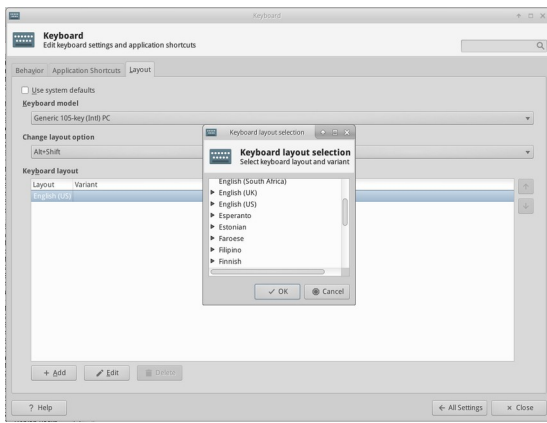 Keyboard
Keyboard
Edit keyboard settings and application shortcuts
Behavior Application Shortcuts Layout
Use system defaults
Keyboard model
Generic 105-key (Intl) PC
Change layout option
Alt+Shift
Keyboard layout
Layout Variant
English (US)
Keyboard layout selection
Keyboard layout selection
Select keyboard layout and variant
English (South Africa)
English (UK)
English (US)
Esperanto
Estonian
Faroese
Filipino
Finnish
OK Cancel
+ Add Edit Delete
? Help
← All Settings × Close